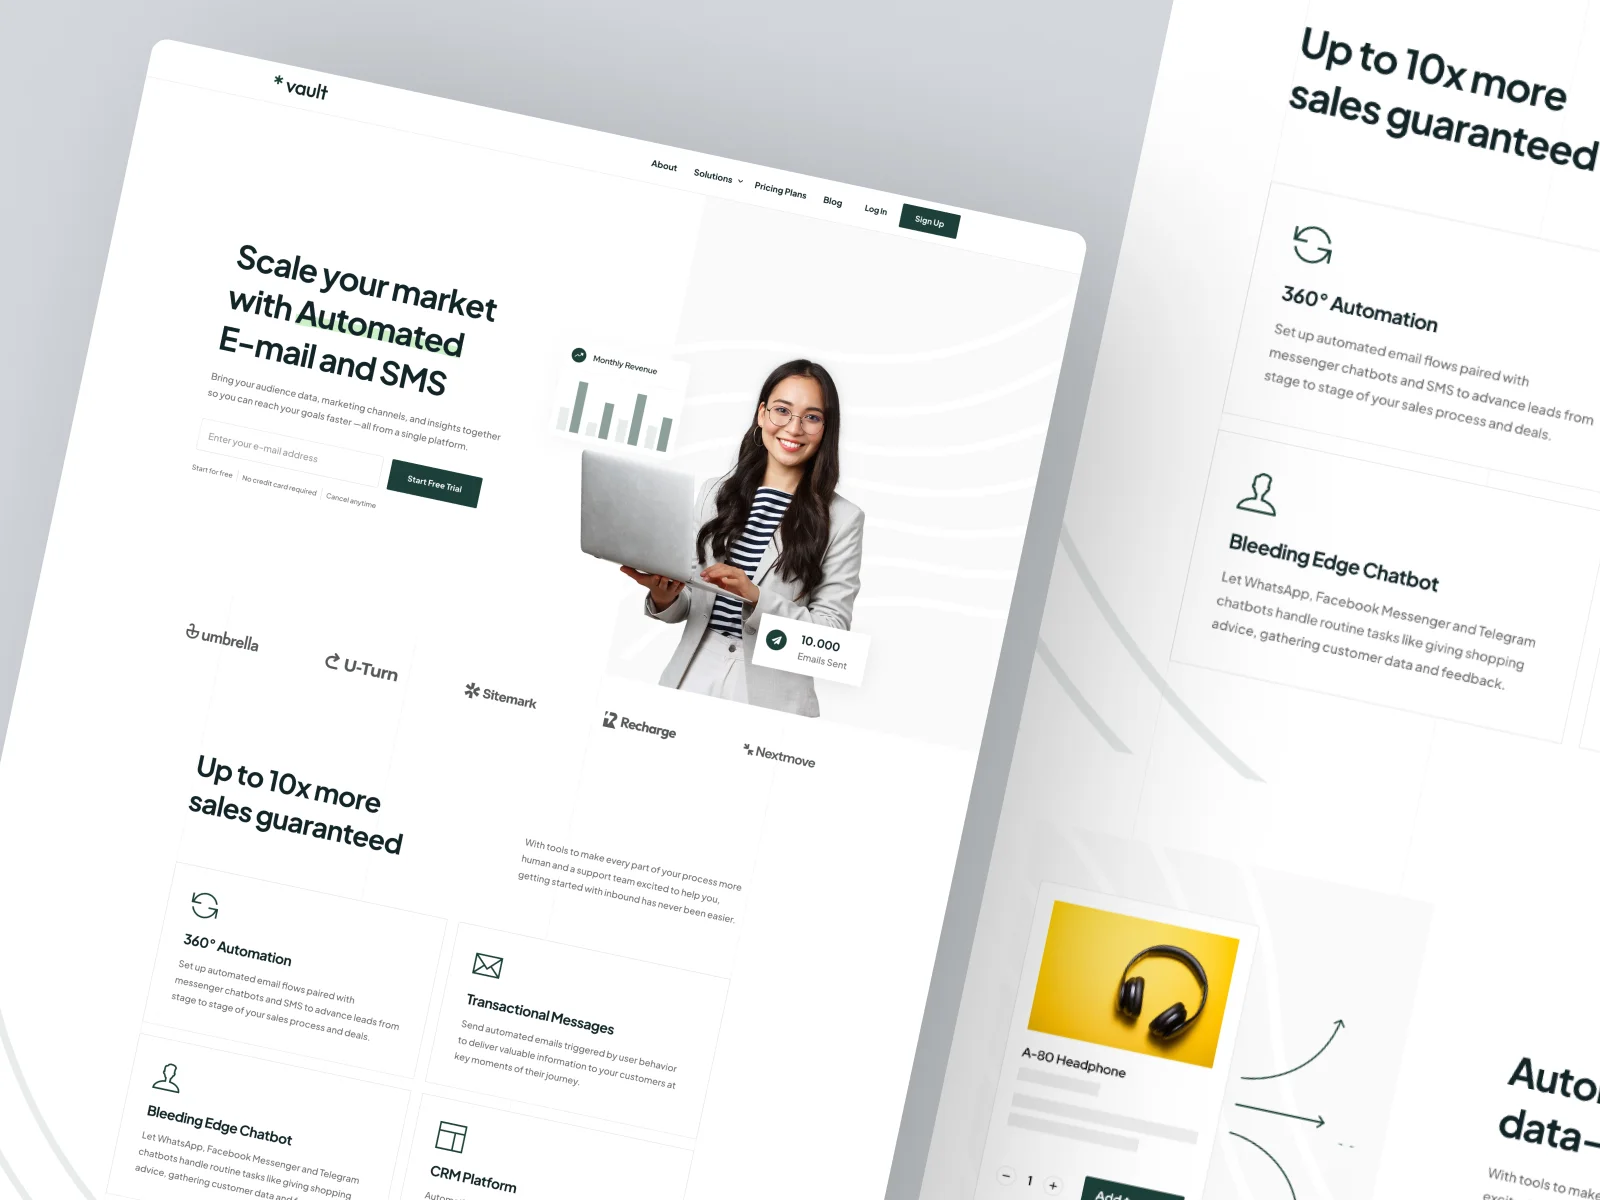 * vault
About
Solutions
Pricing Plans
Blog
Log In
Sign Up
Scale your market
with Automated
E-mail and SMS
Bring your audience data, marketing channels, and insights together
so you can reach your goals faster —all from a single platform.
Enter your e-mail address
Start Free Trial
Start for free
No credit card required
Cancel anytime
Monthly Revenue
10.000
Emails Sent
umbrella
U-Turn
Sitemark
Recharge
Nextmove
Up to 10x more
sales guaranteed
With tools to make every part of your process more
human and a support team excited to help you,
getting started with inbound has never been easier.
360° Automation
Set up automated email flows paired with
messenger chatbots and SMS to advance leads from
stage to stage of your sales process and deals.
Transactional Messages
Send automated emails triggered by user behavior
to deliver valuable information to your customers at
key moments of their journey.
Bleeding Edge Chatbot
Let WhatsApp, Facebook Messenger and Telegram
chatbots handle routine tasks like giving shopping
advice, gathering customer data and
CRM Platform
Up to 10x more
sales guaranteed
360° Automation
Set up automated email flows paired with
messenger chatbots and SMS to advance leads from
stage to stage of your sales process and deals.
Bleeding Edge Chatbot
Let WhatsApp, Facebook Messenger and Telegram
chatbots handle routine tasks like giving shopping
advice, gathering customer data and feedback.
A-80 Headphone
− 1 +
data-
With tools to make